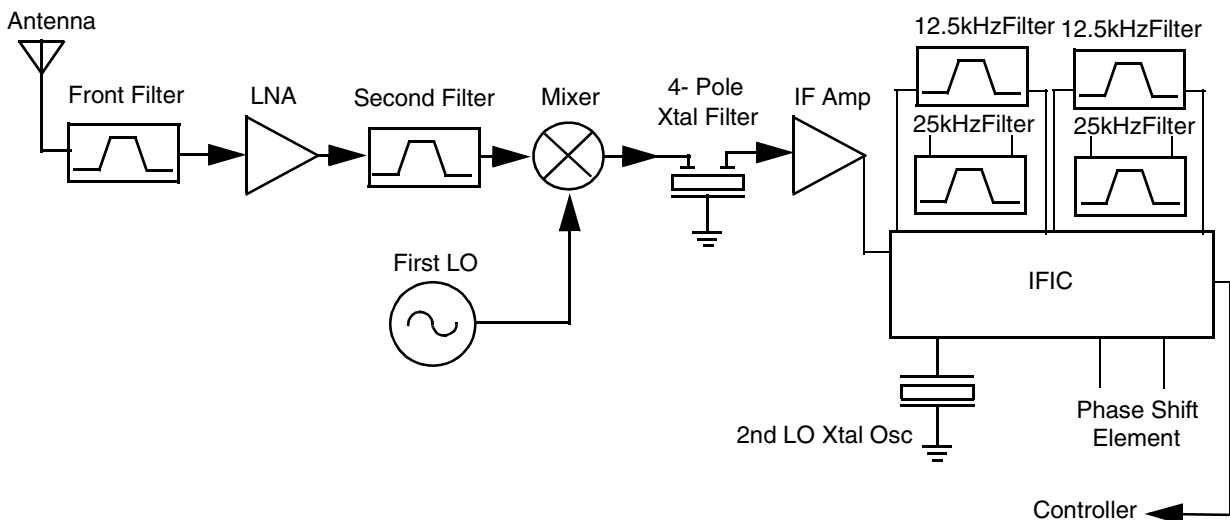 Antenna
Front Filter
LNA
Second Filter
Mixer
4- Pole
Xtal Filter
IF Amp
12.5kHzFilter
12.5kHzFilter
25kHzFilter
25kHzFilter
First LO
IFIC
2nd LO Xtal Osc
Phase Shift
Element
Controller